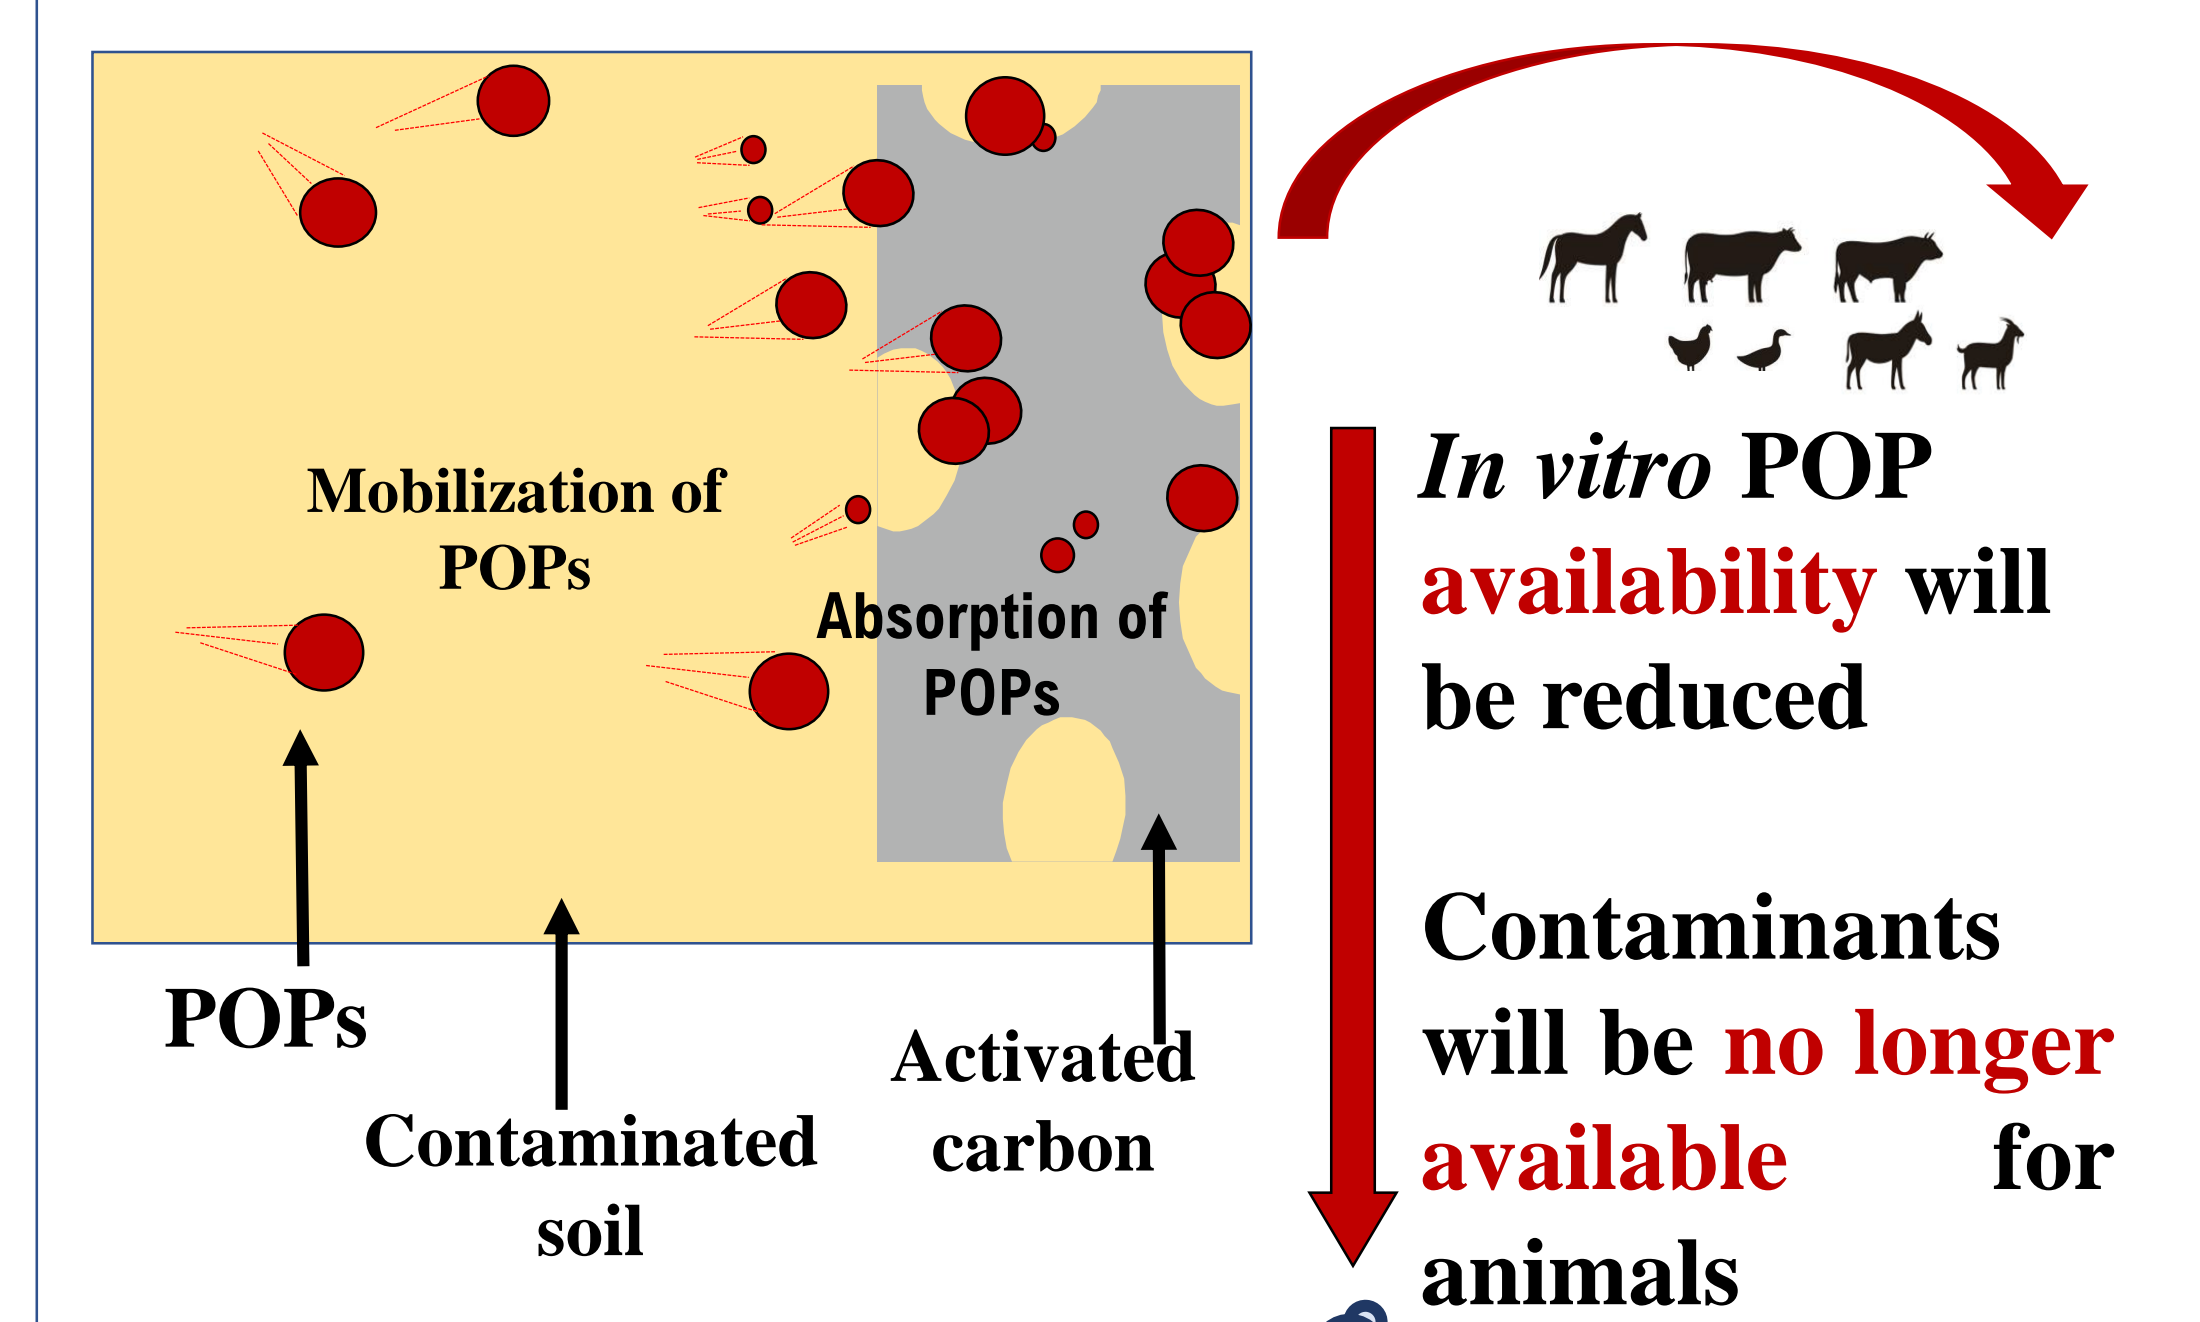 Mobilization of
POPs
Absorption of
POPs
POPs
Contaminated
soil
Activated
carbon
In vitro POP
availability will
be reduced
Contaminants
will be no longer
available for
animals